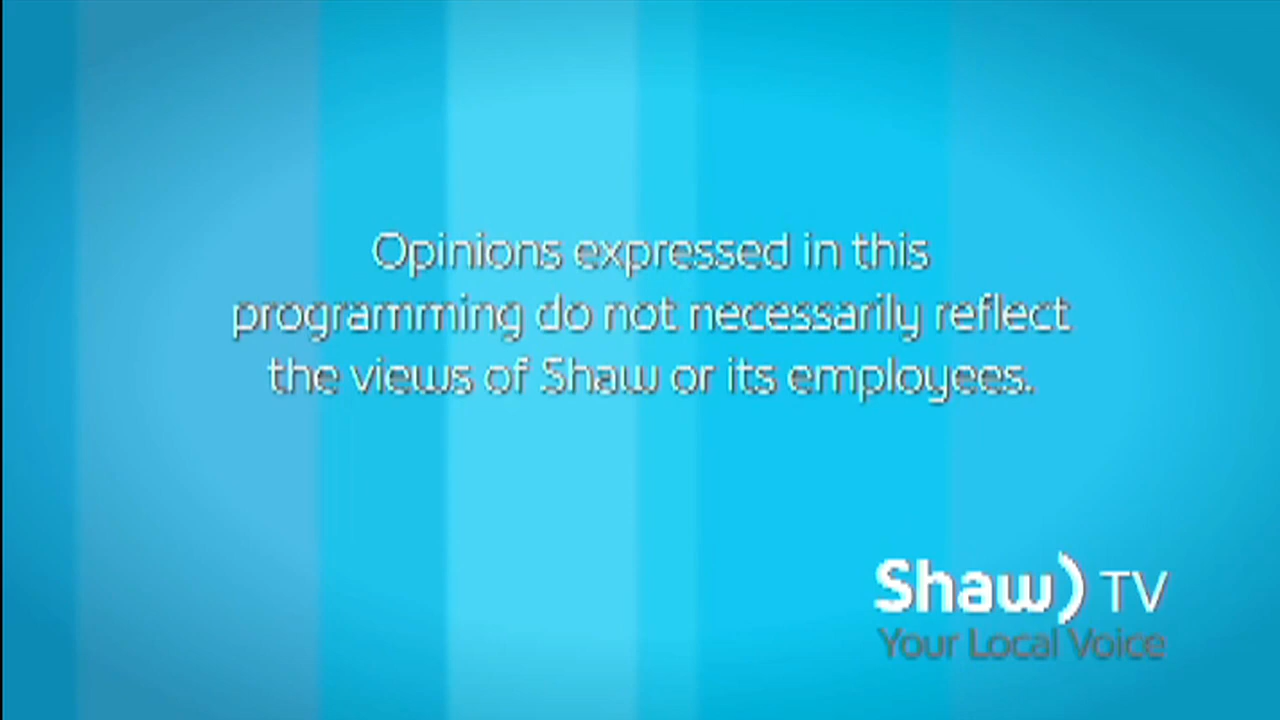 Opinions expressed in this
programming do not necessarily reflect
the views of Shaw or its employees.
Shaw) TV
Your Local Voice